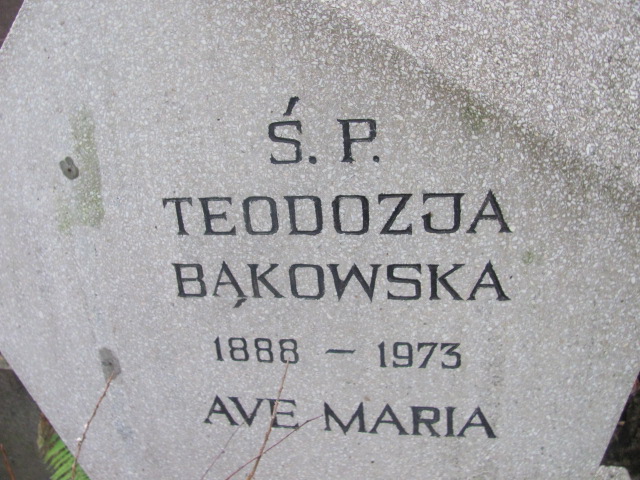 Ś. P.
TEODOZJA
BĄKOWSKA
1888 - 1973
AVE MARIA